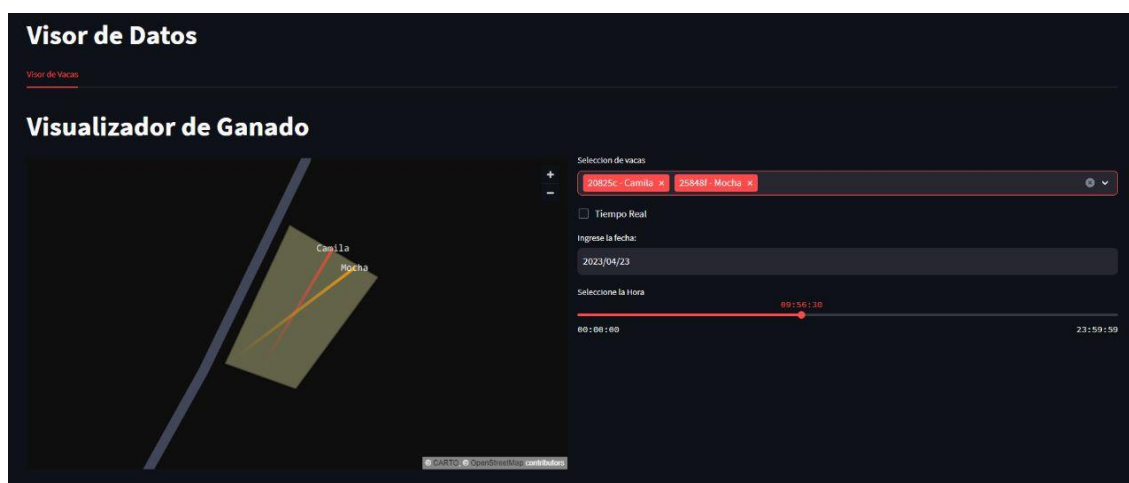 Visor de Datos
Visor de Vacas
Visualizador de Ganado
Camila
Mocha
+
−
© CARTO © OpenStreetMap contributors
Seleccion de vacas
20825c - Camila ×
25848f - Mocha ×
Tiempo Real
Ingrese la fecha:
2023/04/23
Seleccione la Hora
09:56:30
00:00:00
23:59:59